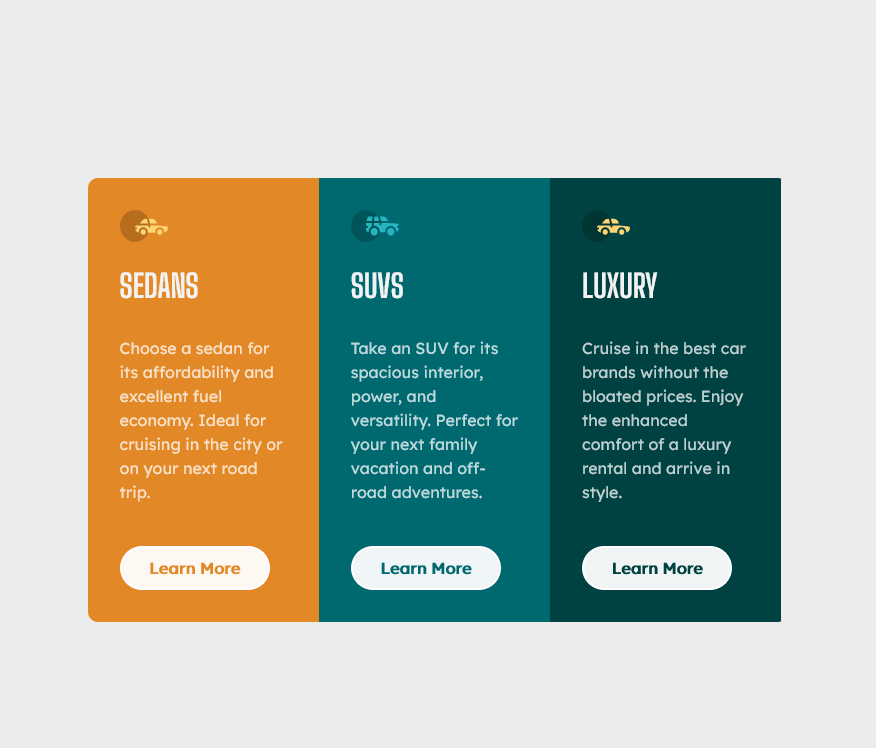 SEDANS
Choose a sedan for
its affordability and
excellent fuel
economy. Ideal for
cruising in the city or
on your next road
trip.
Learn More
SUVS
Take an SUV for its
spacious interior,
power, and
versatility. Perfect for
your next family
vacation and off-
road adventures.
Learn More
LUXURY
Cruise in the best car
brands without the
bloated prices. Enjoy
the enhanced
comfort of a luxury
rental and arrive in
style.
Learn More